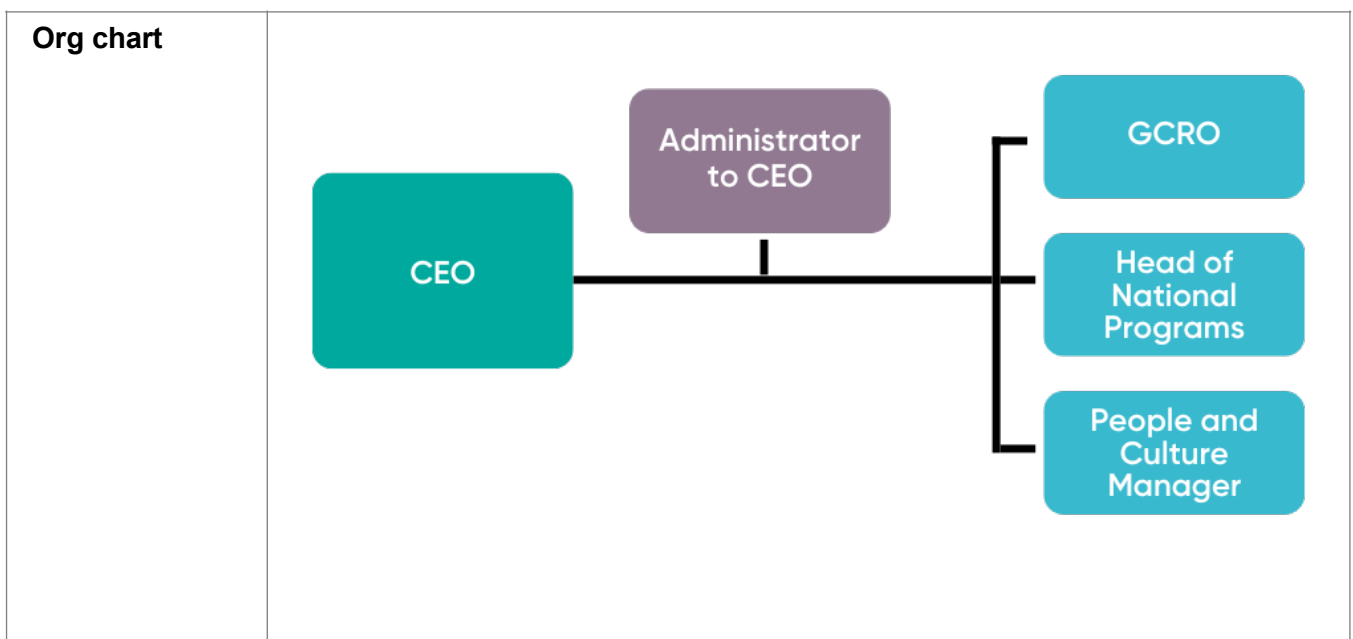 Org chart
Administrator
to CEO
GCRO
CEO
Head of
National
Programs
People and
Culture
Manager